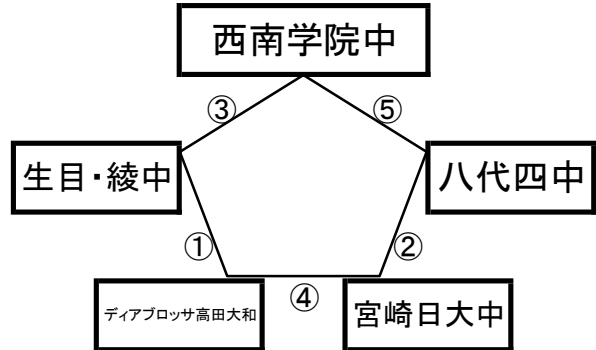 西南学院中
③
⑤
生目・綾中
八代四中
①
②
ディアブロッサ高田大和
④
宮崎日大中